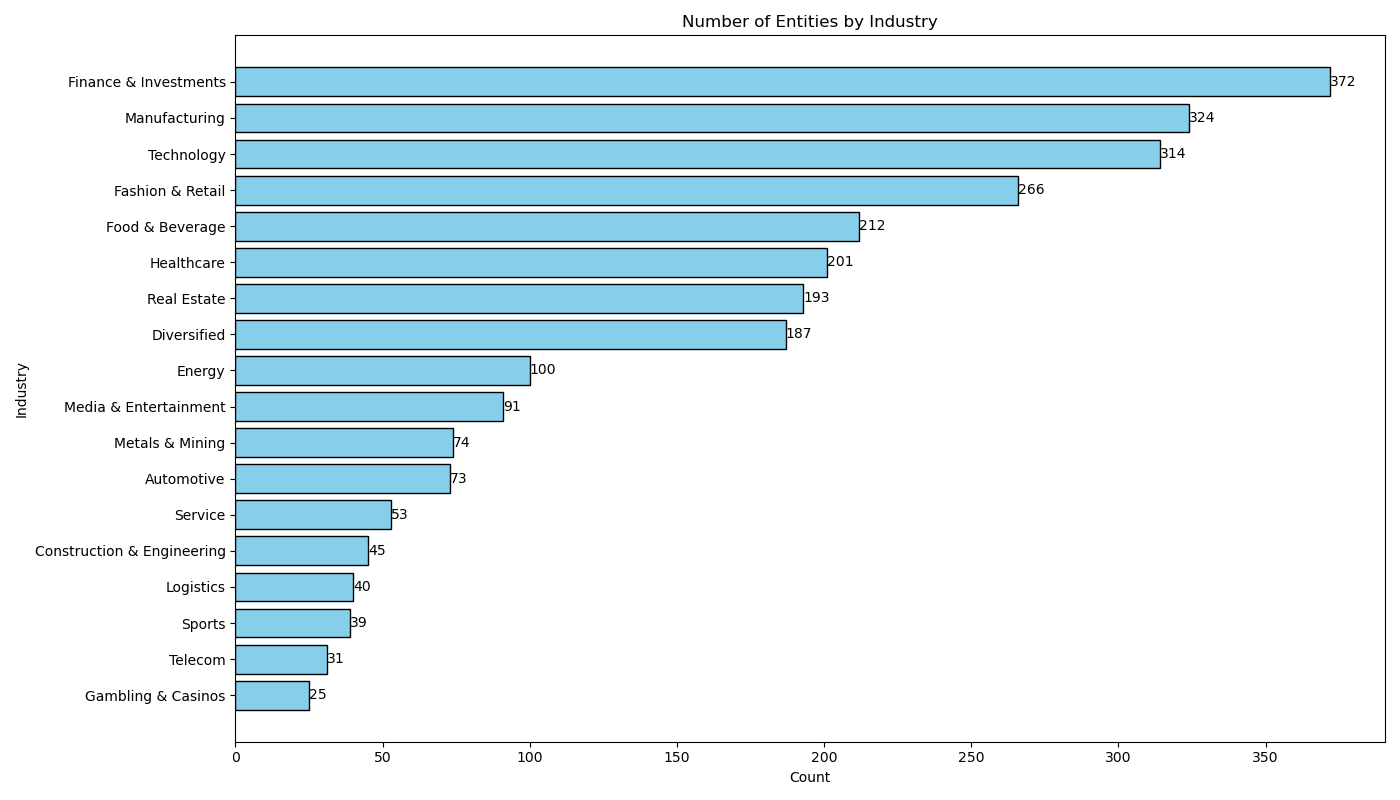 Number of Entities by Industry
Finance & Investments 372
Manufacturing 324
Technology 314
Fashion & Retail 266
Food & Beverage 212
Healthcare 201
Real Estate 193
Diversified 187
Energy 100
Media & Entertainment 91
Metals & Mining 74
Automotive 73
Service 53
Construction & Engineering 45
Logistics 40
Sports 39
Telecom 31
Gambling & Casinos 25
Industry
0 50 100 150 200 250 300 350
Count